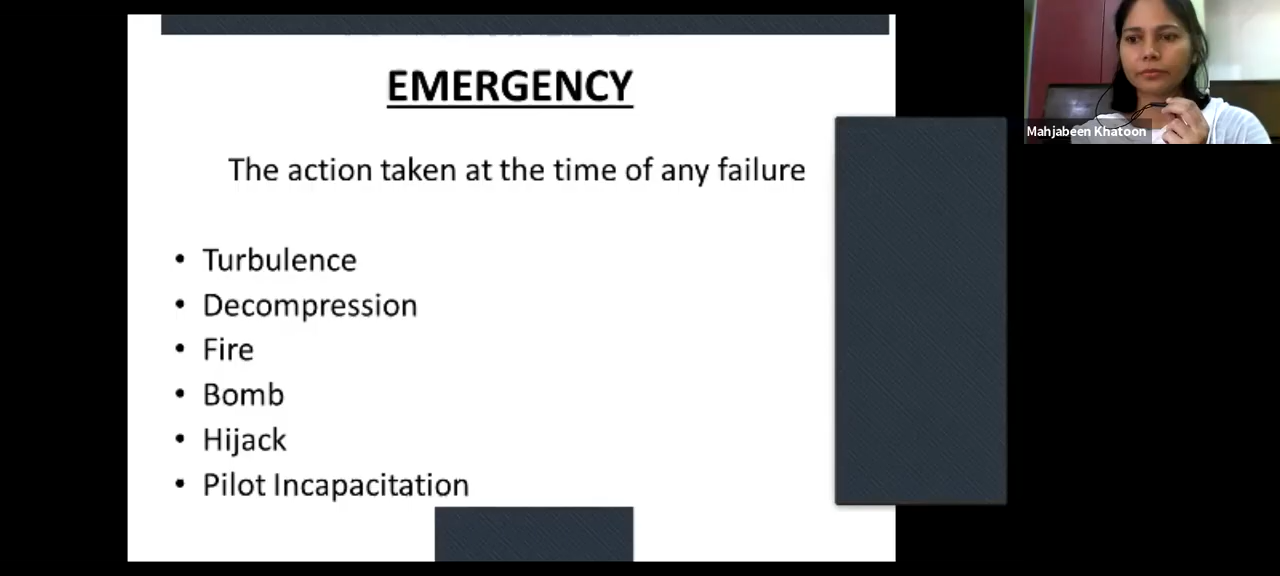 EMERGENCY
The action taken at the time of any failure
• Turbulence
• Decompression
• Fire
• Bomb
• Hijack
• Pilot Incapacitation
Mahjabeen Khatoon